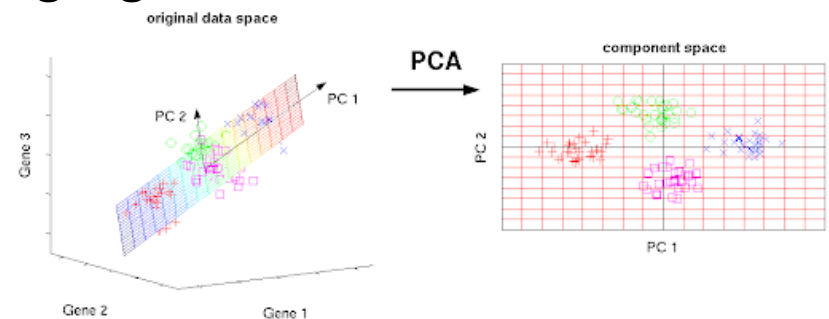 original data space
PCA
component space
PC 1
PC 2
Gene 3
Gene 2
Gene 1
PC 2
PC 1